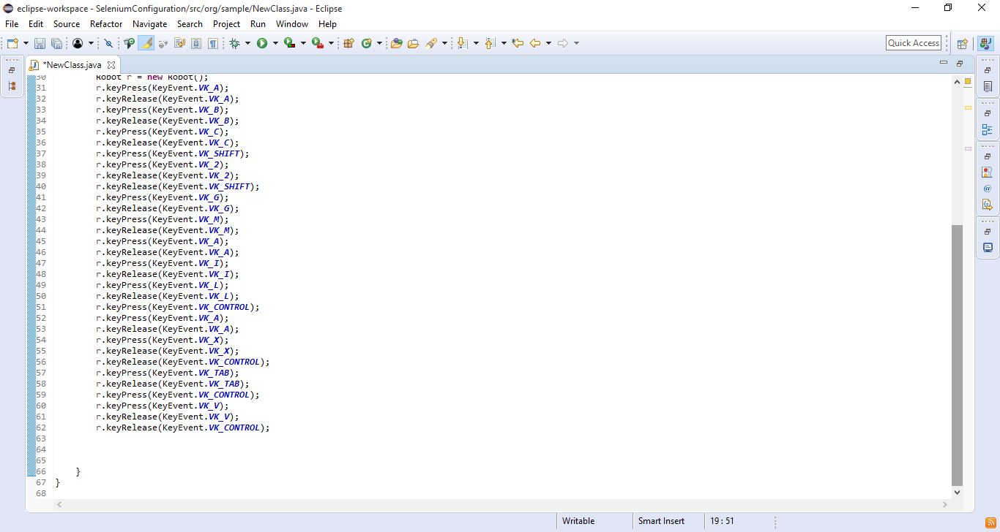 eclipse-workspace - SeleniumConfiguration/src/org/sample/NewClass.java - Eclipse
File Edit Source Refactor Navigate Search Project Run Window Help
Quick Access
*NewClass.java
30 Robot r = new Robot();
31 r.keyPress(KeyEvent.VK_A);
32 r.keyRelease(KeyEvent.VK_A);
33 r.keyPress(KeyEvent.VK_B);
34 r.keyRelease(KeyEvent.VK_B);
35 r.keyPress(KeyEvent.VK_C);
36 r.keyRelease(KeyEvent.VK_C);
37 r.keyPress(KeyEvent.VK_SHIFT);
38 r.keyPress(KeyEvent.VK_2);
39 r.keyRelease(KeyEvent.VK_2);
40 r.keyRelease(KeyEvent.VK_SHIFT);
41 r.keyPress(KeyEvent.VK_G);
42 r.keyRelease(KeyEvent.VK_G);
43 r.keyPress(KeyEvent.VK_M);
44 r.keyRelease(KeyEvent.VK_M);
45 r.keyPress(KeyEvent.VK_A);
46 r.keyRelease(KeyEvent.VK_A);
47 r.keyPress(KeyEvent.VK_I);
48 r.keyRelease(KeyEvent.VK_I);
49 r.keyPress(KeyEvent.VK_L);
50 r.keyRelease(KeyEvent.VK_L);
51 r.keyPress(KeyEvent.VK_CONTROL);
52 r.keyPress(KeyEvent.VK_A);
53 r.keyRelease(KeyEvent.VK_A);
54 r.keyPress(KeyEvent.VK_X);
55 r.keyRelease(KeyEvent.VK_X);
56 r.keyRelease(KeyEvent.VK_CONTROL);
57 r.keyPress(KeyEvent.VK_TAB);
58 r.keyRelease(KeyEvent.VK_TAB);
59 r.keyPress(KeyEvent.VK_CONTROL);
60 r.keyPress(KeyEvent.VK_V);
61 r.keyRelease(KeyEvent.VK_V);
62 r.keyRelease(KeyEvent.VK_CONTROL);
63
64
65
66 }
67 }
68
Writable Smart Insert 19 : 51